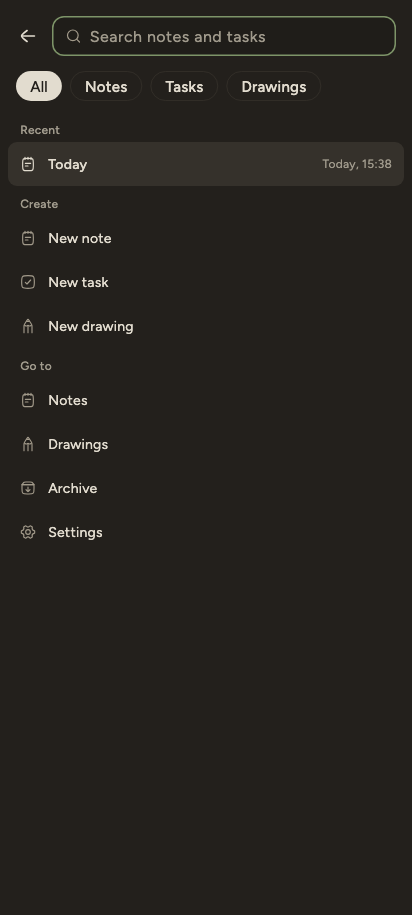 Search notes and tasks
All Notes Tasks Drawings
Recent
Today Today, 15:38
Create
New note
New task
New drawing
Go to
Notes
Drawings
Archive
Settings